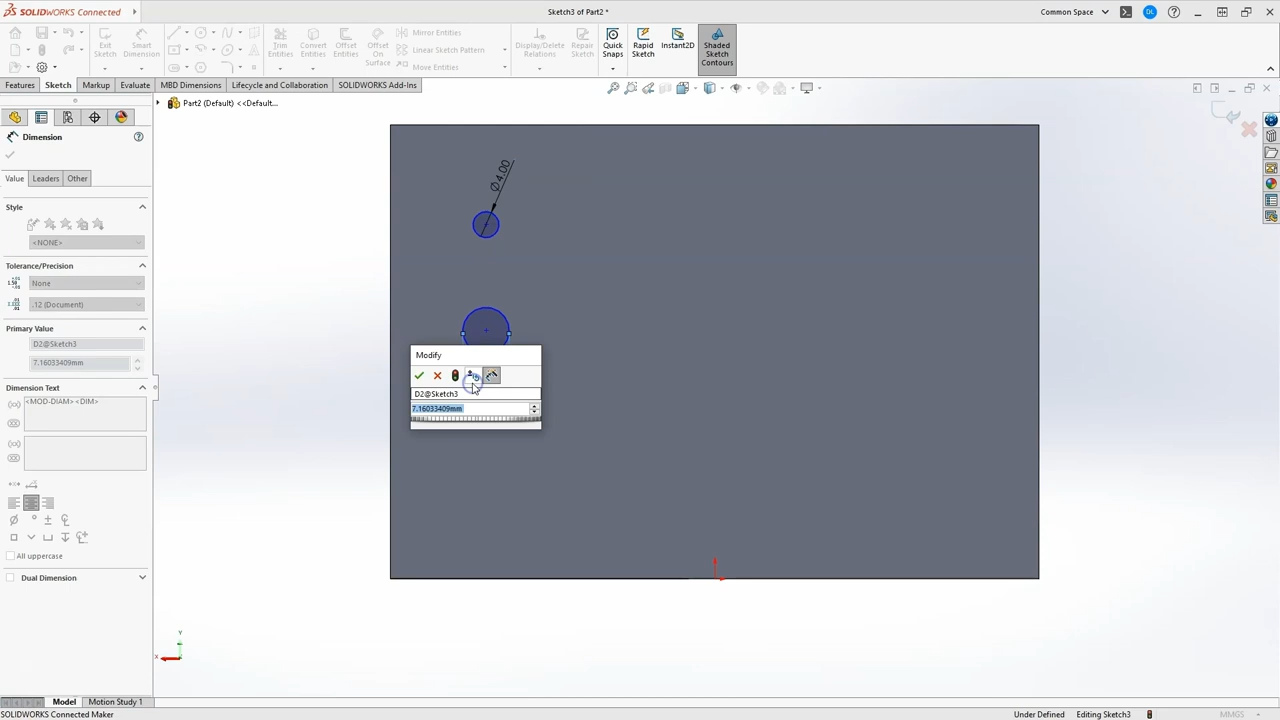 SOLIDWORKS Connected
Sketch3 of Part2 *
Common Space
DL
Exit Sketch
Smart Dimension
Trim Entities
Convert Entities
Offset Entities
Offset On Surface
Mirror Entities
Linear Sketch Pattern
Move Entities
Display/Delete Relations
Repair Sketch
Quick Snaps
Rapid Sketch
Instant2D
Shaded Sketch Contours
Features
Sketch
Markup
Evaluate
MBD Dimensions
Lifecycle and Collaboration
SOLIDWORKS Add-Ins
Part2 (Default) <<Default...
Dimension
Value
Leaders
Other
Style
<NONE>
Tolerance/Precision
None
.12 (Document)
Primary Value
D2@Sketch3
7.16033409mm
Dimension Text
<MOD-DIAM> <DIM>
All uppercase
Dual Dimension
∅4.00
Modify
D2@Sketch3
7.16033409mm
Y
x
Model
Motion Study 1
SOLIDWORKS Connected Maker
Under Defined
Editing Sketch3
MMGS